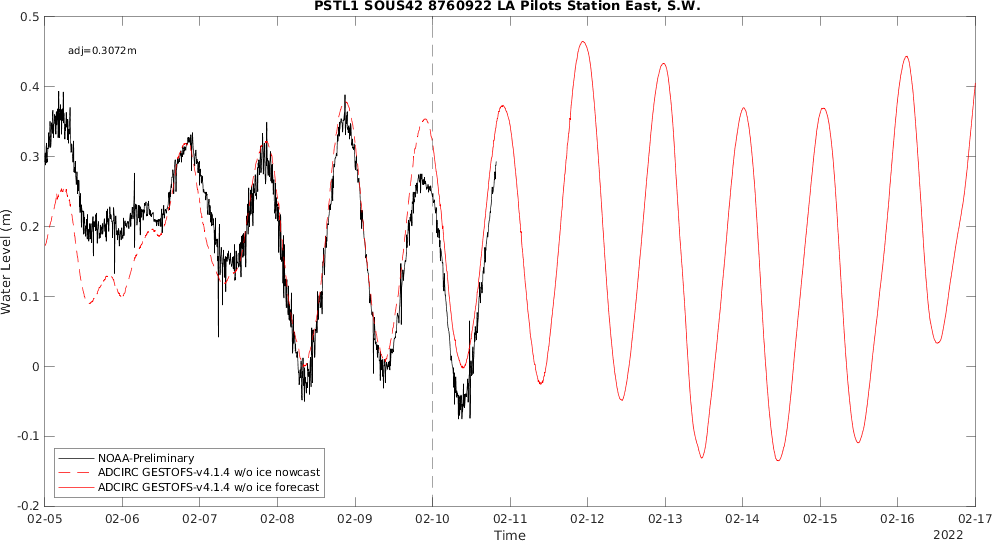 PSTL1 SOUS42 8760922 LA Pilots Station East, S.W.
adj=0.3072m
0.5
0.4
0.3
0.2
0.1
0
-0.1
-0.2
Water Level (m)
NOAA-Preliminary
ADCIRC GESTOFS-v4.1.4 w/o ice nowcast
ADCIRC GESTOFS-v4.1.4 w/o ice forecast
02-05 02-06 02-07 02-08 02-09 02-10 02-11 02-12 02-13 02-14 02-15 02-16 02-17
Time
2022